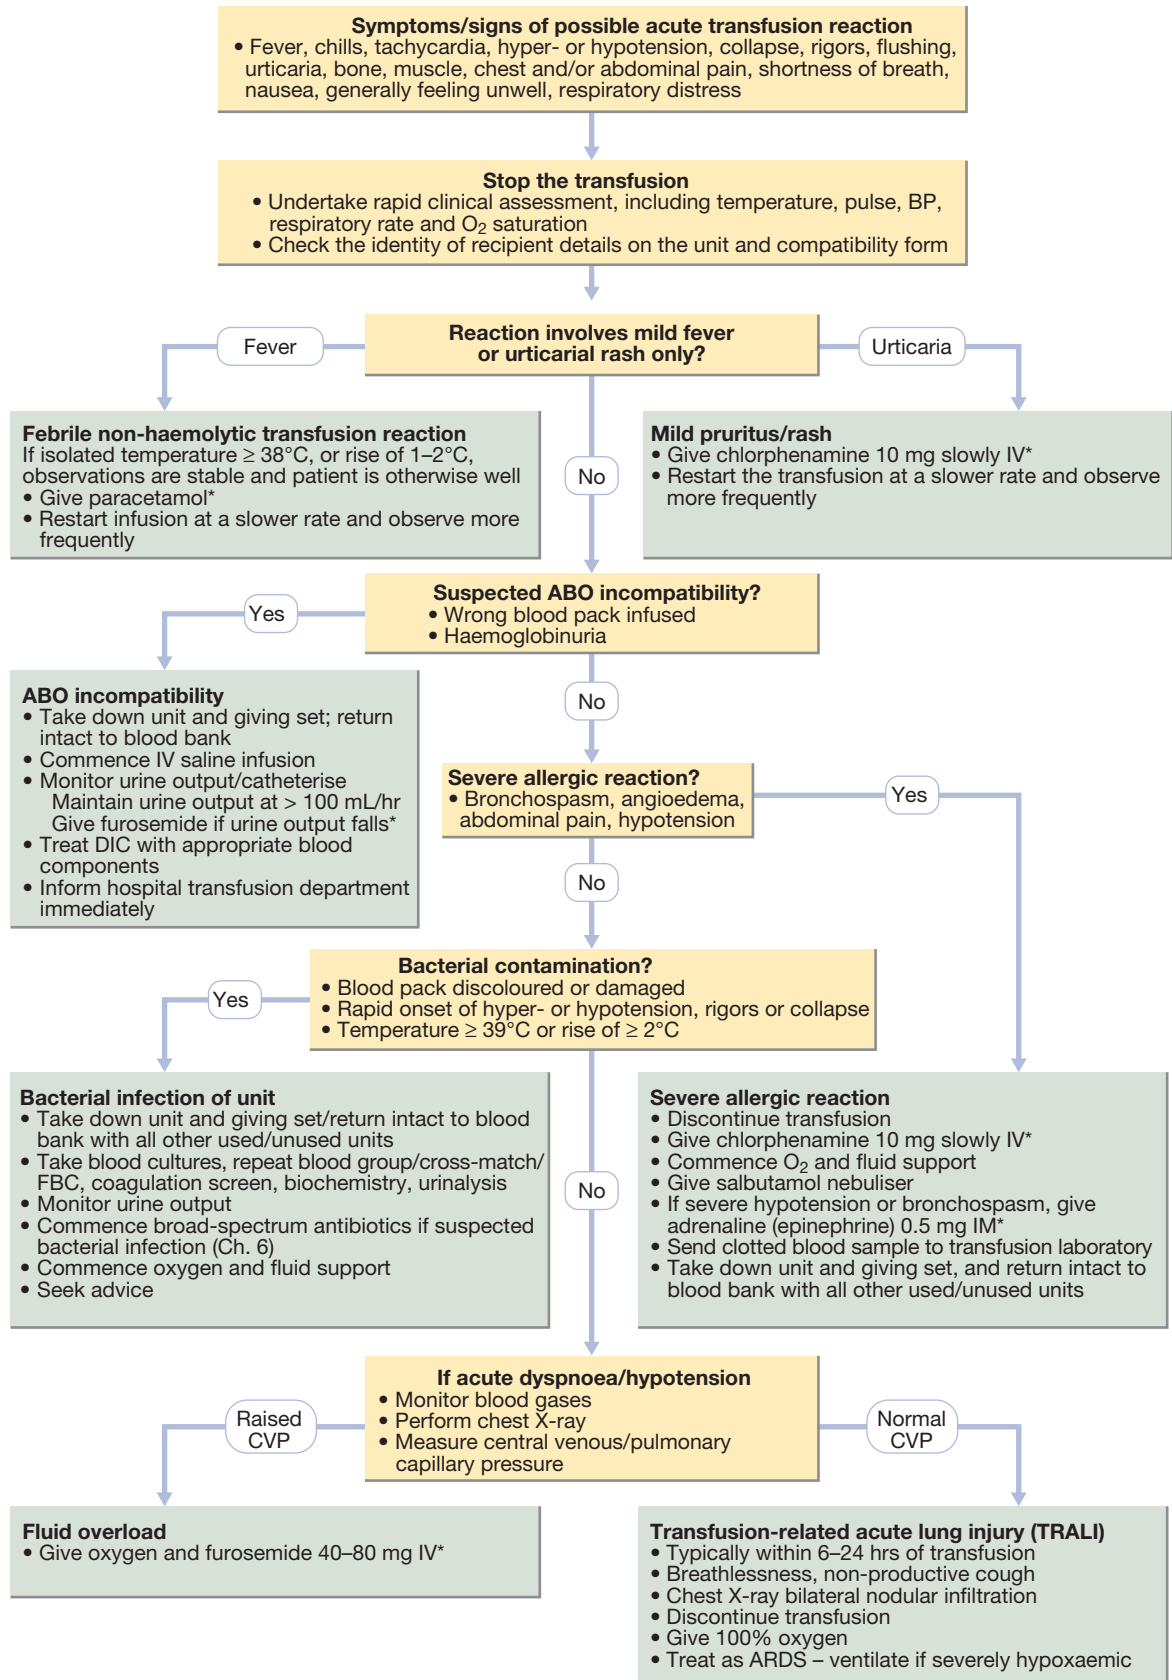 Symptoms/signs of possible acute transfusion reaction
• Fever, chills, tachycardia, hyper- or hypotension, collapse, rigors, flushing,
urticaria, bone, muscle, chest and/or abdominal pain, shortness of breath,
nausea, generally feeling unwell, respiratory distress
Stop the transfusion
• Undertake rapid clinical assessment, including temperature, pulse, BP,
respiratory rate and O₂ saturation
• Check the identity of recipient details on the unit and compatibility form
Fever
Reaction involves mild fever
or urticarial rash only?
Urticaria
Febrile non-haemolytic transfusion reaction
If isolated temperature ≥ 38°C, or rise of 1–2°C,
observations are stable and patient is otherwise well
• Give paracetamol*
• Restart infusion at a slower rate and observe more
frequently
No
Mild pruritus/rash
• Give chlorphenamine 10 mg slowly IV*
• Restart the transfusion at a slower rate and observe
more frequently
Yes
Suspected ABO incompatibility?
• Wrong blood pack infused
• Haemoglobinuria
ABO incompatibility
• Take down unit and giving set; return
intact to blood bank
• Commence IV saline infusion
• Monitor urine output/catheterise
Maintain urine output at > 100 mL/hr
Give furosemide if urine output falls*
• Treat DIC with appropriate blood
components
• Inform hospital transfusion department
immediately
No
Severe allergic reaction?
• Bronchospasm, angioedema,
abdominal pain, hypotension
Yes
No
Yes
Bacterial contamination?
• Blood pack discoloured or damaged
• Rapid onset of hyper- or hypotension, rigors or collapse
• Temperature ≥ 39°C or rise of ≥ 2°C
Bacterial infection of unit
• Take down unit and giving set/return intact to blood
bank with all other used/unused units
• Take blood cultures, repeat blood group/cross-match/
FBC, coagulation screen, biochemistry, urinalysis
• Monitor urine output
• Commence broad-spectrum antibiotics if suspected
bacterial infection (Ch. 6)
• Commence oxygen and fluid support
• Seek advice
No
Severe allergic reaction
• Discontinue transfusion
• Give chlorphenamine 10 mg slowly IV*
• Commence O₂ and fluid support
• Give salbutamol nebuliser
• If severe hypotension or bronchospasm, give
adrenaline (epinephrine) 0.5 mg IM*
• Send clotted blood sample to transfusion laboratory
• Take down unit and giving set, and return intact to
blood bank with all other used/unused units
Raised
CVP
If acute dyspnoea/hypotension
• Monitor blood gases
• Perform chest X-ray
• Measure central venous/pulmonary
capillary pressure
Normal
CVP
Fluid overload
• Give oxygen and furosemide 40–80 mg IV*
Transfusion-related acute lung injury (TRALI)
• Typically within 6–24 hrs of transfusion
• Breathlessness, non-productive cough
• Chest X-ray bilateral nodular infiltration
• Discontinue transfusion
• Give 100% oxygen
• Treat as ARDS – ventilate if severely hypoxaemic